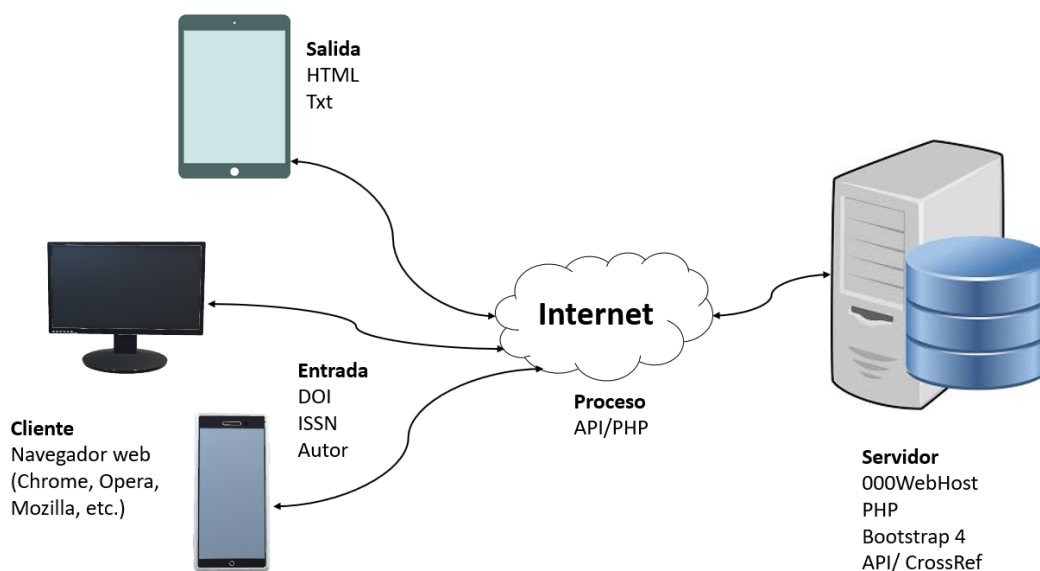 Salida
HTML
Txt
Internet
Entrada
DOI
ISSN
Autor
Proceso
API/PHP
Cliente
Navegador web
(Chrome, Opera,
Mozilla, etc.)
Servidor
000WebHost
PHP
Bootstrap 4
API/ CrossRef